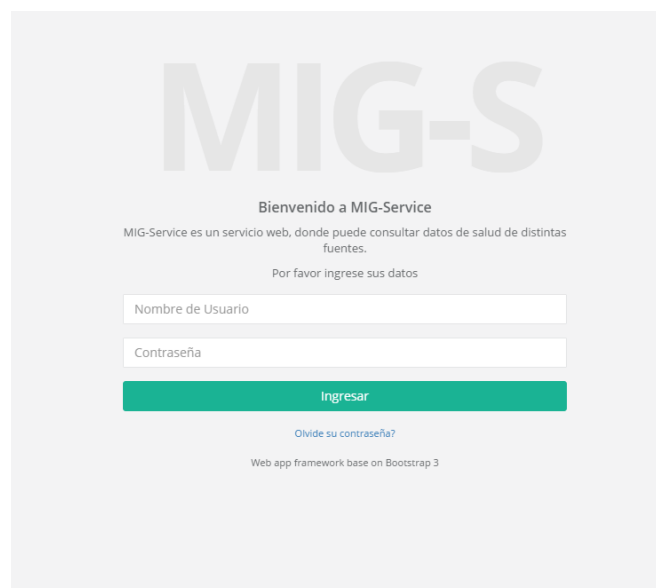 MIG-S
Bienvenido a MIG-Service
MIG-Service es un servicio web, donde puede consultar datos de salud de distintas
fuentes.
Por favor ingrese sus datos
Nombre de Usuario
Contraseña
Ingresar
Olvide su contraseña?
Web app framework base on Bootstrap 3